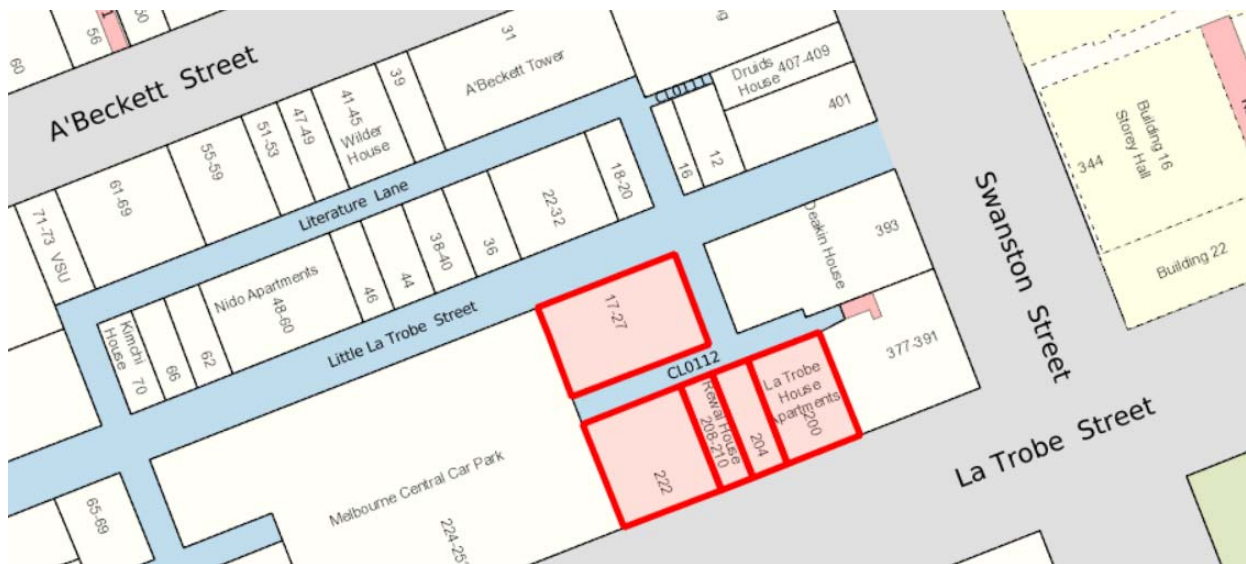 60
56
50
31
A'Beckett Street
39
A'Beckett Tower
Druids
House
407-409
401
CL0111
41-45
Wilder
House
47-49
51-53
55-59
61-69
71-73 VSU
16
12
18-20
Literature Lane
22-32
36
38-40
44
46
Nido Apartments
48-60
62
66
Kimchi
House
70
Little La Trobe Street
17-27
Deakin House
393
Swanston Street
344
Building 16
Storey Hall
Building 22
CL0112
377-391
La Trobe
House
Apartments
200
204
Rewal House
208-210
222
La Trobe Street
Melbourne Central Car Park
65-69